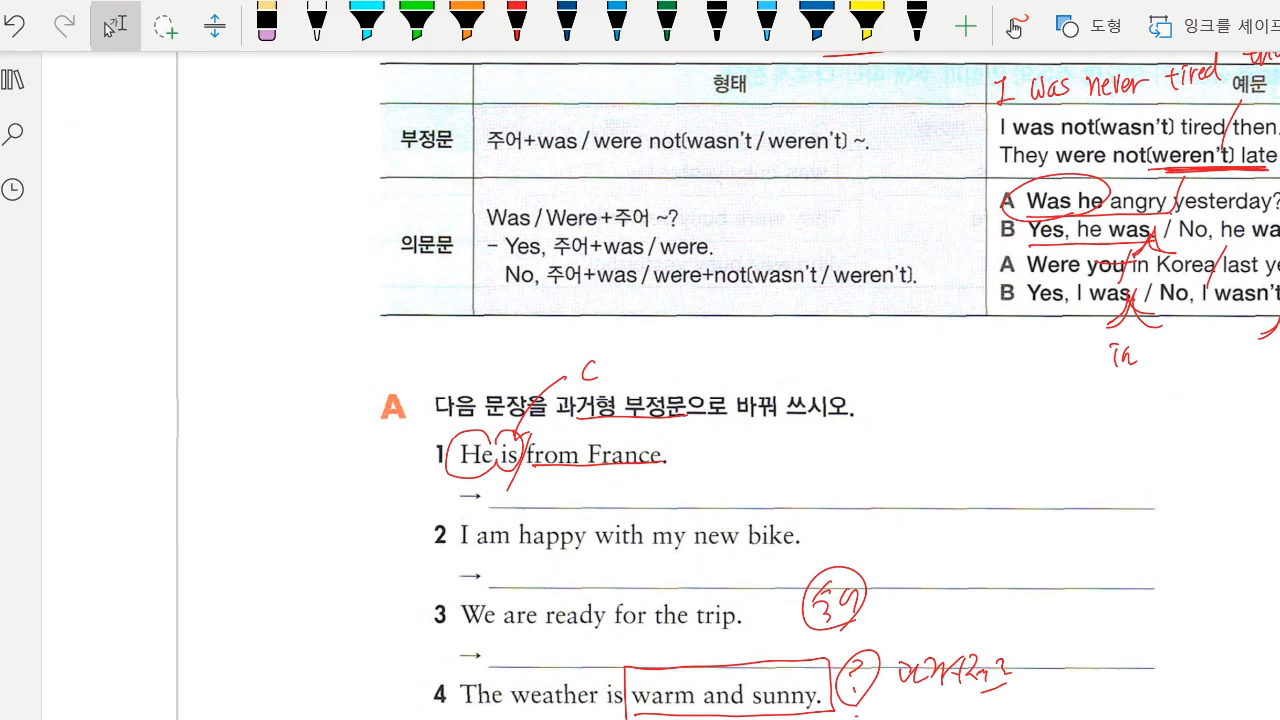 도형
잉크를 셰이프
I was never tired
형태
예문
부정문
주어+was / were not(wasn't / weren't) ~.
I was not(wasn't) tired then.
They were not(weren't) late
의문문
Was / Were +주어 ~?
– Yes, 주어+was / were.
No, 주어+was / were+not(wasn't / weren't).
A Was he angry yesterday?
B Yes, he was. / No, he wa
A Were you in Korea last ye
B Yes, I was. / No, I wasn't
in
C
A 다음 문장을 과거형 부정문으로 바꿔 쓰시오.
1 He is from France.
→
2 I am happy with my new bike.
→
3 We are ready for the trip.
→
4 The weather is warm and sunny.
?